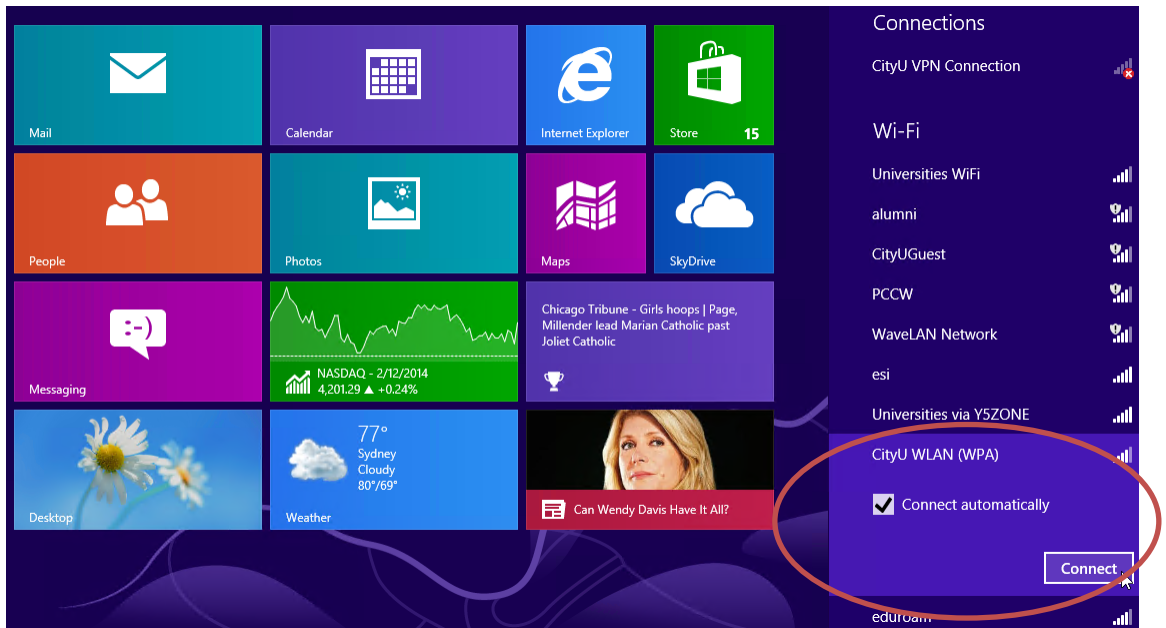 Mail
Calendar
Internet Explorer
Store
15
People
Photos
Maps
SkyDrive
Messaging
:-)
NASDAQ - 2/12/2014
4,201.29 ▲ +0.24%
Chicago Tribune - Girls hoops | Page,
Millender lead Marian Catholic past
Joliet Catholic
Desktop
77°
Sydney
Cloudy
80°/69°
Weather
Can Wendy Davis Have It All?
Connections
CityU VPN Connection
Wi-Fi
Universities WiFi
alumni
CityUGuest
PCCW
WaveLAN Network
esi
Universities via Y5ZONE
CityU WLAN (WPA)
Connect automatically
Connect
eduroam